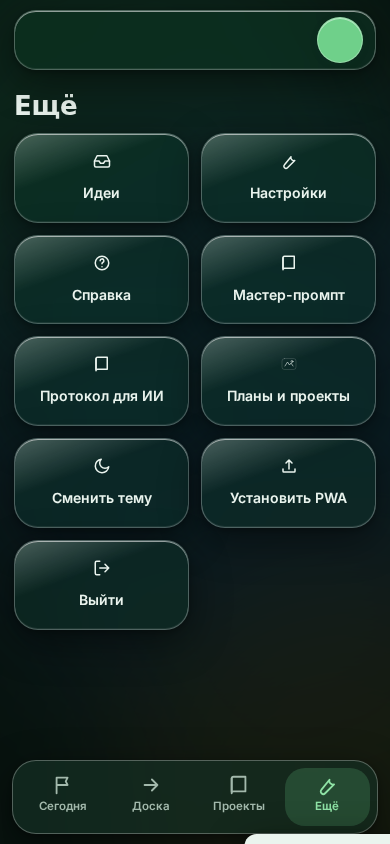 Ещё
Идеи
Настройки
Справка
Мастер-промпт
Протокол для ИИ
Планы и проекты
Сменить тему
Установить PWA
Выйти
Сегодня
Доска
Проекты
Ещё